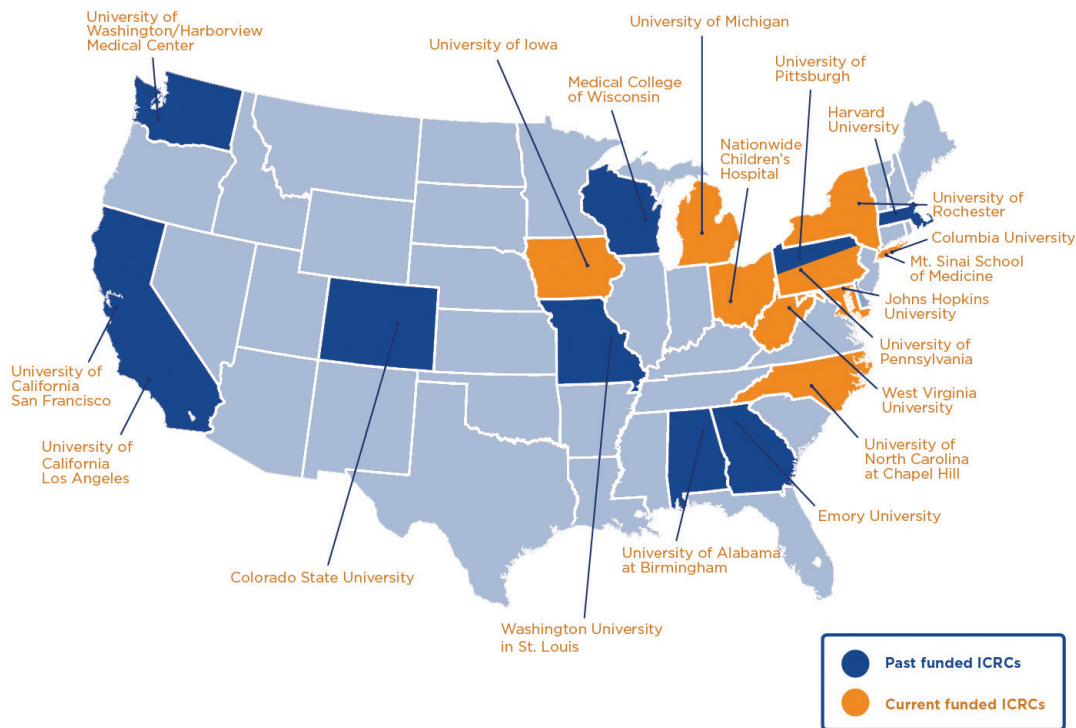 University of
Washington/Harborview
Medical Center
University of Iowa
University of Michigan
Medical College
of Wisconsin
University of
Pittsburgh
Harvard
University
Nationwide
Children's
Hospital
University of
Rochester
Columbia University
Mt. Sinai School
of Medicine
Johns Hopkins
University
University of
Pennsylvania
West Virginia
University
University of
North Carolina
at Chapel Hill
Emory University
University of Alabama
at Birmingham
Washington University
in St. Louis
Colorado State University
University of
California
San Francisco
University of
California
Los Angeles
Past funded ICRCs
Current funded ICRCs